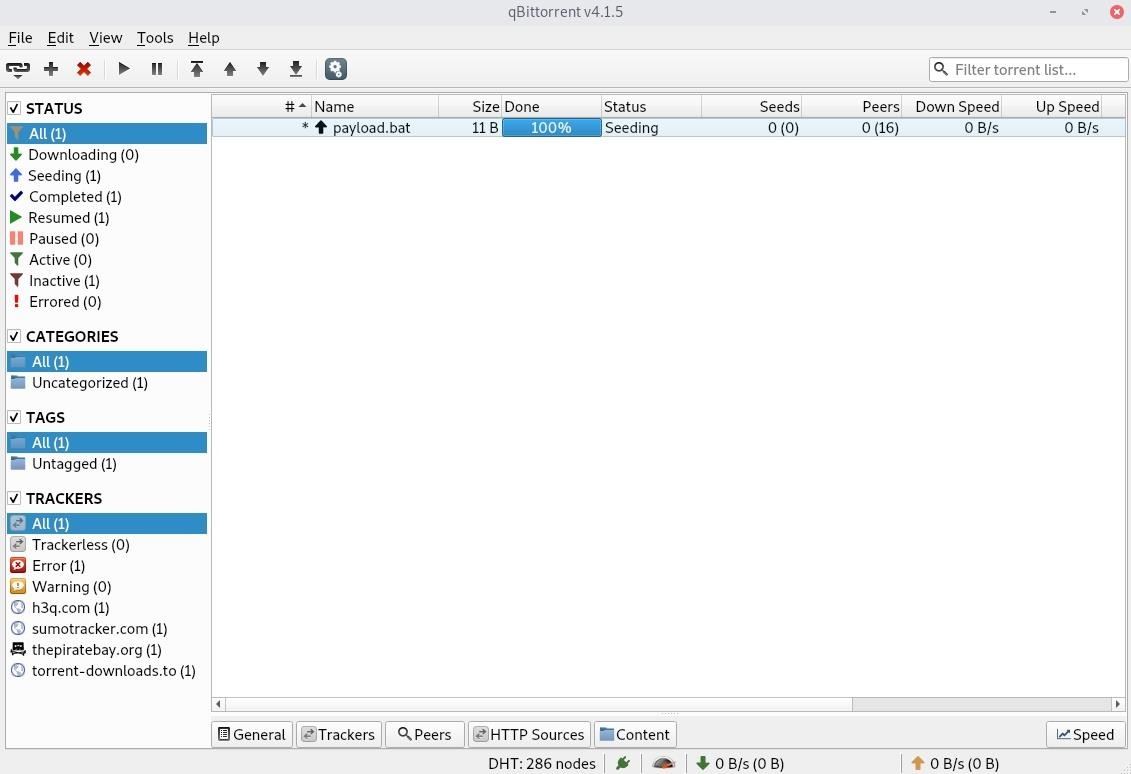 qBittorrent v4.1.5
File Edit View Tools Help
Filter torrent list...
STATUS
All (1)
Downloading (0)
Seeding (1)
Completed (1)
Resumed (1)
Paused (0)
Active (0)
Inactive (1)
Errored (0)
CATEGORIES
All (1)
Uncategorized (1)
TAGS
All (1)
Untagged (1)
TRACKERS
All (1)
Trackerless (0)
Error (1)
Warning (0)
h3q.com (1)
sumotracker.com (1)
thepiratebay.org (1)
torrent-downloads.to (1)
# Name Size Done Status Seeds Peers Down Speed Up Speed
* payload.bat 11 B 100% Seeding 0 (0) 0 (16) 0 B/s 0 B/s
General Trackers Peers HTTP Sources Content Speed
DHT: 286 nodes 0 B/s (0 B) 0 B/s (0 B)